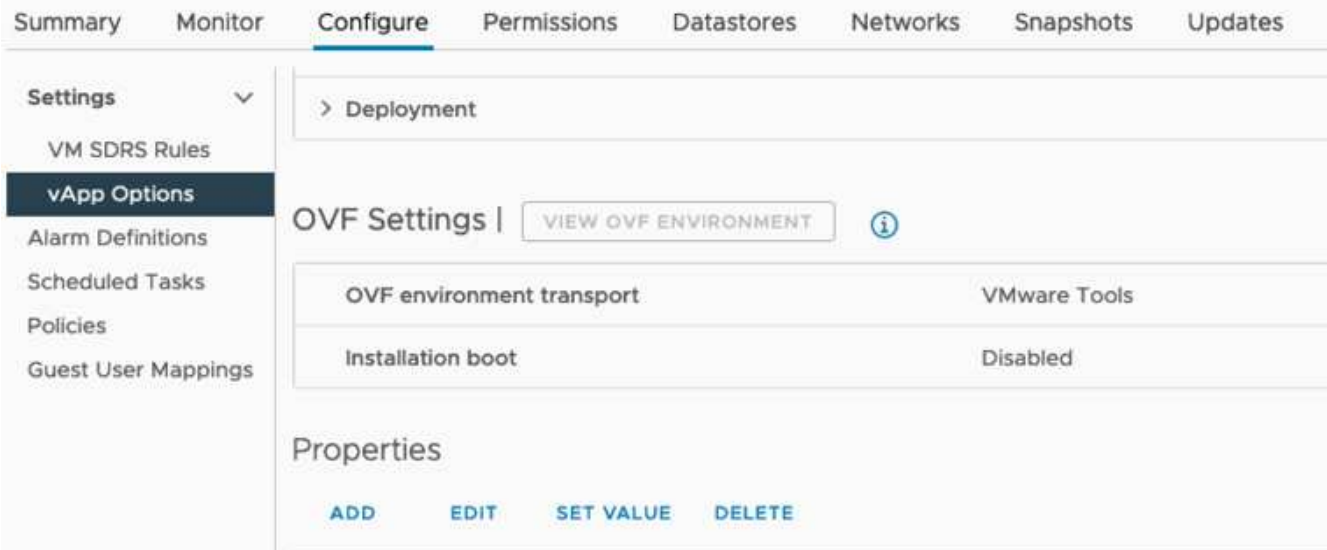 Summary Monitor Configure Permissions Datastores Networks Snapshots Updates
Settings
VM SDRS Rules
vApp Options
Alarm Definitions
Scheduled Tasks
Policies
Guest User Mappings
Deployment
OVF Settings | VIEW OVF ENVIRONMENT
OVF environment transport VMware Tools
Installation boot Disabled
Properties
ADD EDIT SET VALUE DELETE